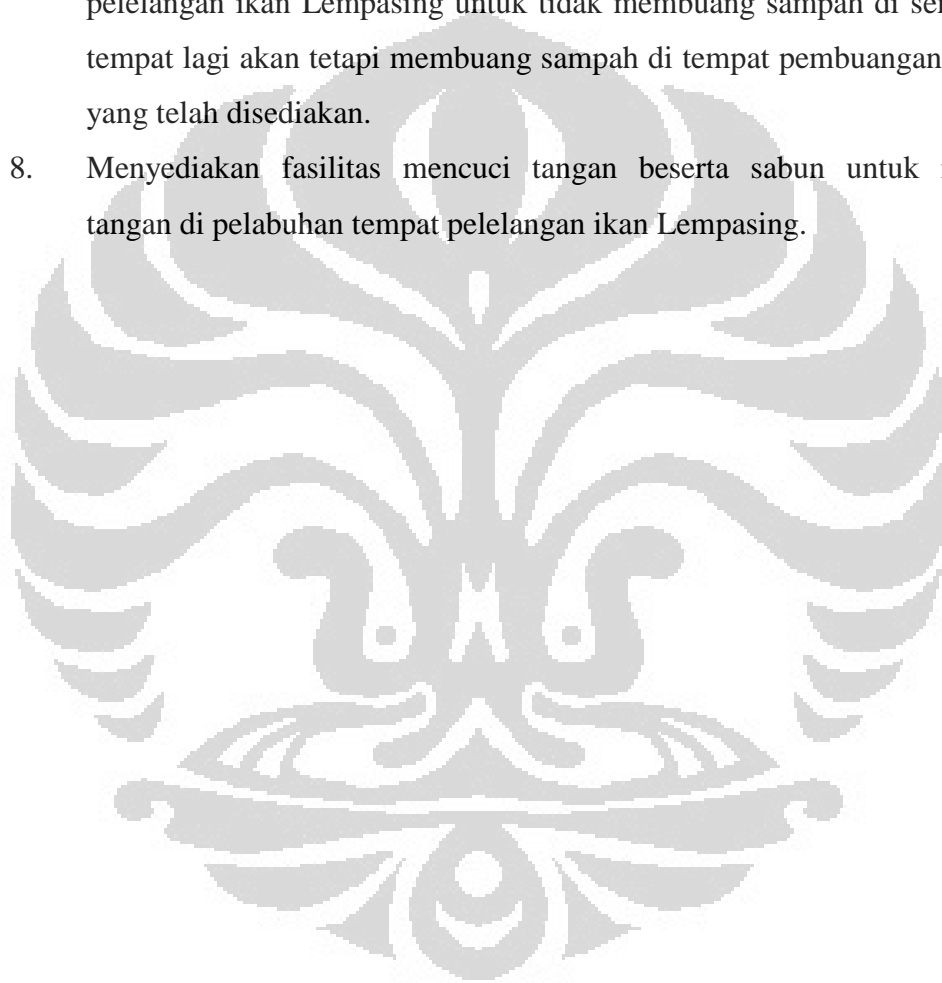 pelelangan ikan Lempasing untuk tidak membuang sampah di
tempat lagi akan tetapi membuang sampah di tempat pembuangan
yang telah disediakan.
8. Menyediakan fasilitas mencuci tangan beserta sabun untuk
tangan di pelabuhan tempat pelelangan ikan Lempasing.